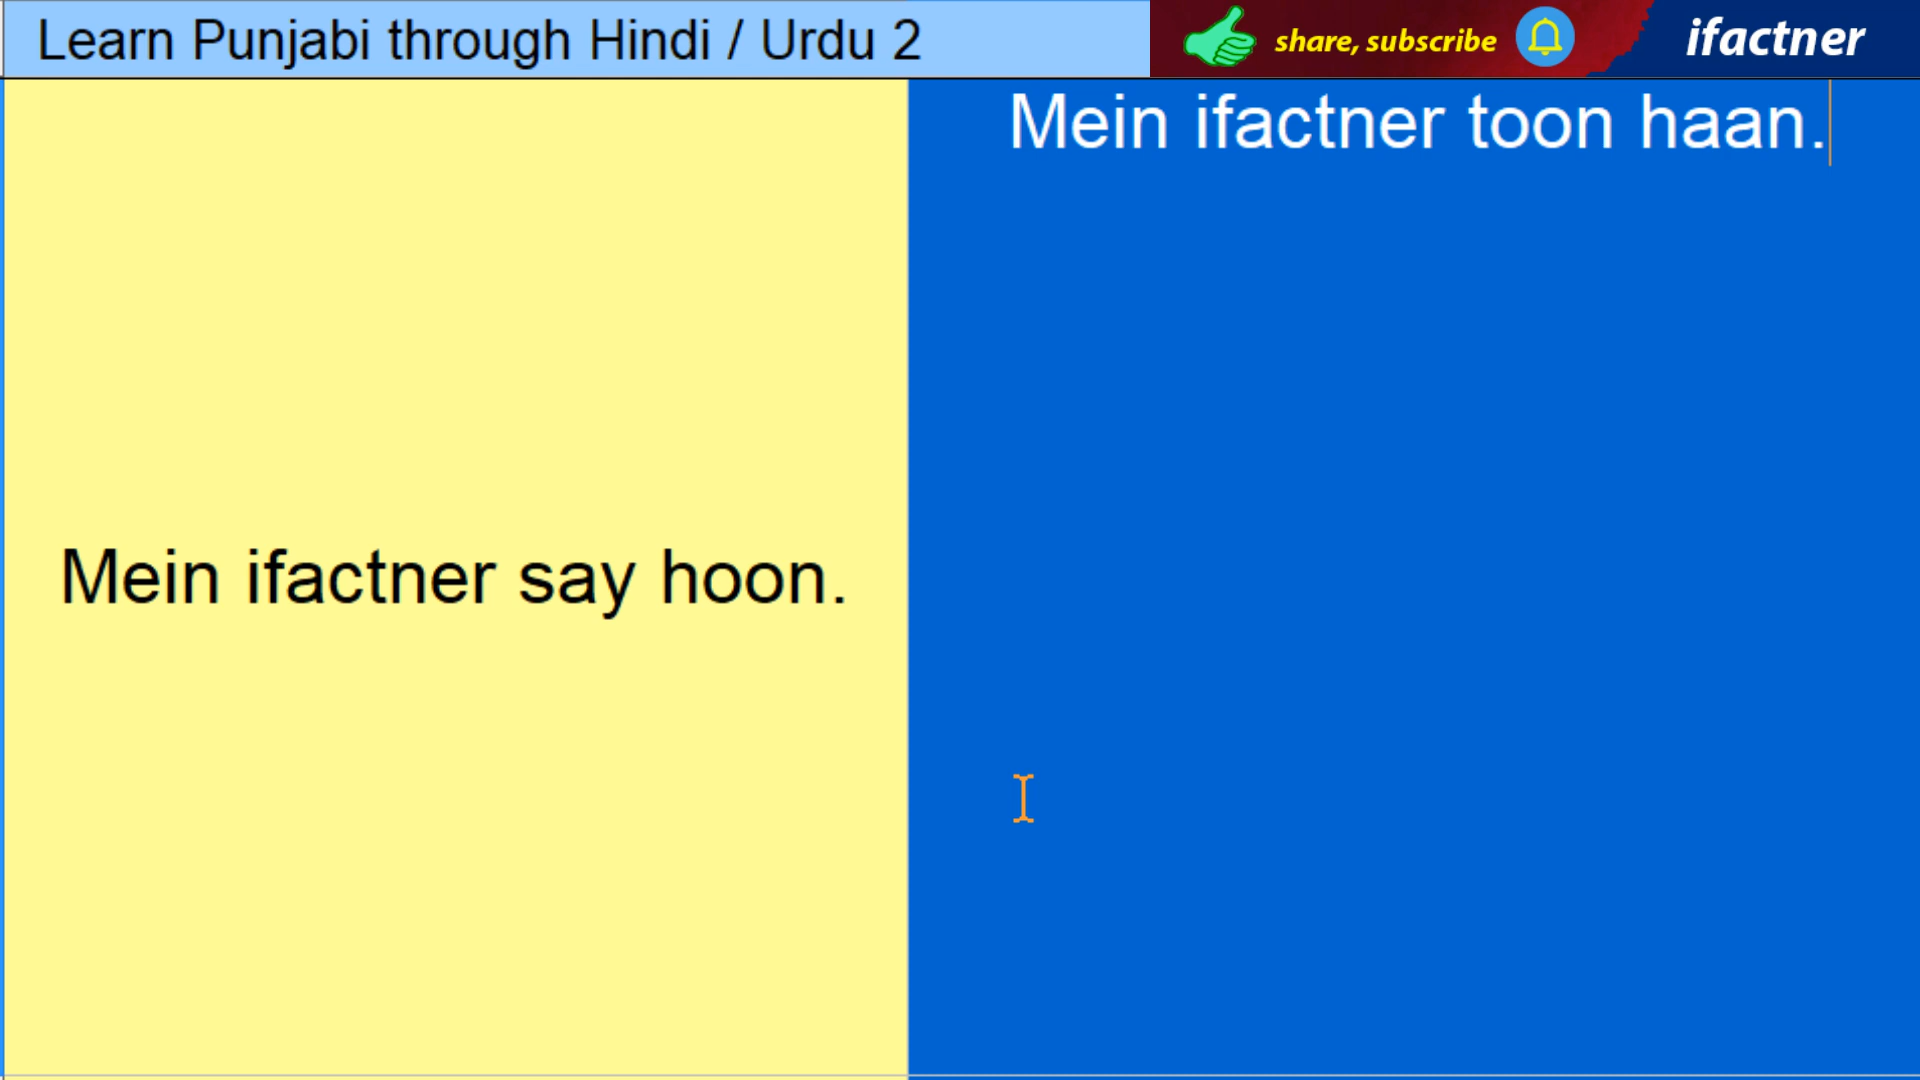 Learn Punjabi through Hindi / Urdu 2
share, subscribe
ifactner
Mein ifactner toon haan.
Mein ifactner say hoon.